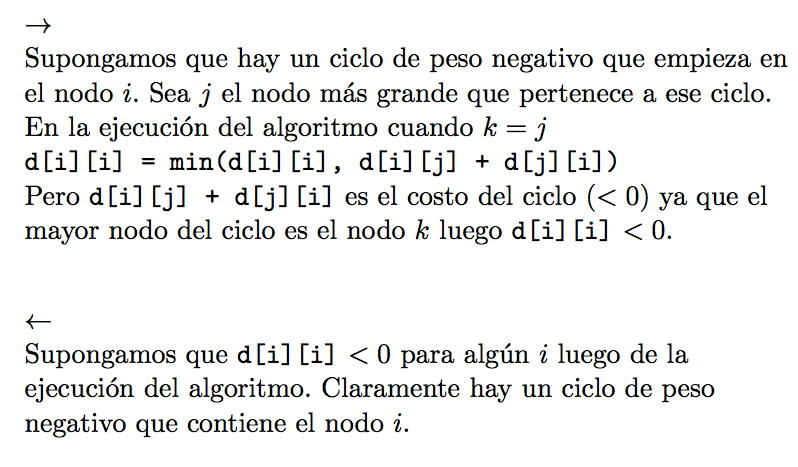 →
Supongamos que hay un ciclo de peso negativo que empieza en
el nodo i. Sea j el nodo más grande que pertenece a ese ciclo.
En la ejecución del algoritmo cuando k = j
d[i][i] = min(d[i][i], d[i][j] + d[j][i])
Pero d[i][j] + d[j][i] es el costo del ciclo (< 0) ya que el
mayor nodo del ciclo es el nodo k luego d[i][i] < 0.
←
Supongamos que d[i][i] < 0 para algún i luego de la
ejecución del algoritmo. Claramente hay un ciclo de peso
negativo que contiene el nodo i.